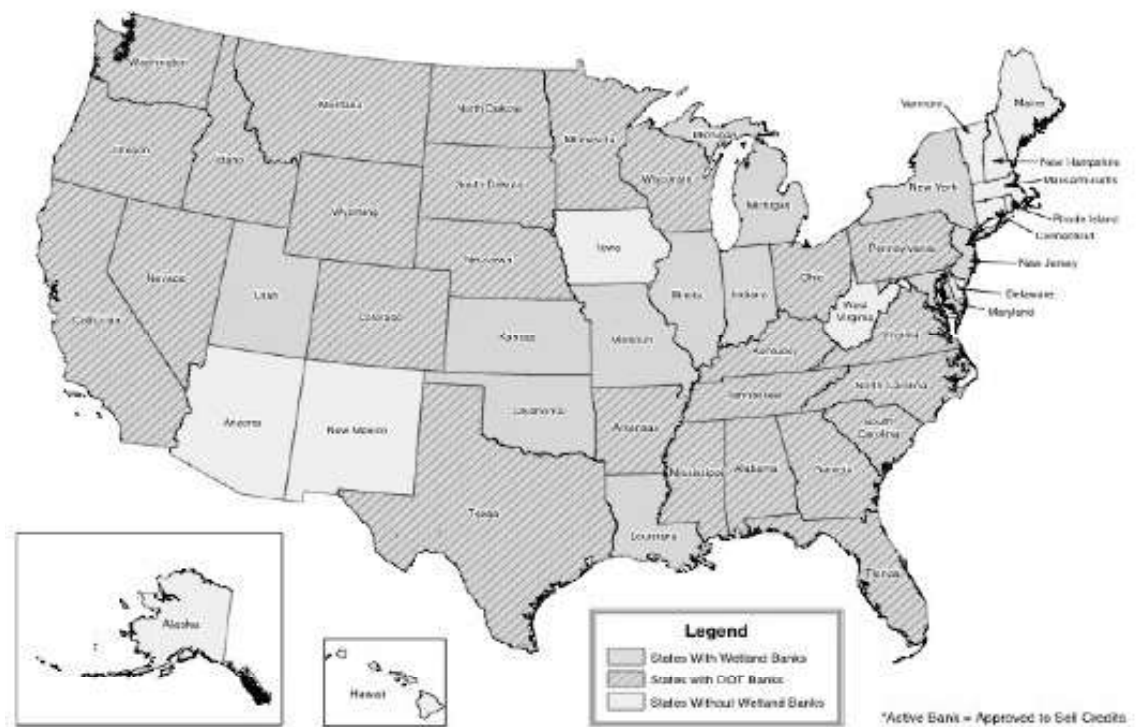 Washington
Montana
North Dakota
Minnesota
Michigan
Vermont
Maine
Oregon
Idaho
South Dakota
Wisconsin
Michigan
New York
New Hampshire
Massachusetts
Wyoming
Rhode Island
Connecticut
Iowa
Nebraska
Pennsylvania
New Jersey
Nevada
Utah
Ohio
Illinois
Indiana
Delaware
Maryland
California
Colorado
Kansas
Missouri
West
Virginia
Virginia
Kentucky
Tennessee
North Carolina
Arizona
New Mexico
Oklahoma
Arkansas
South
Carolina
Mississippi
Alabama
Georgia
Texas
Louisiana
Florida
Alaska
Hawaii
Legend
States With Wetland Banks
States with DOT Banks
States Without Wetland Banks
*Active Bank = Approved to Sell Credits